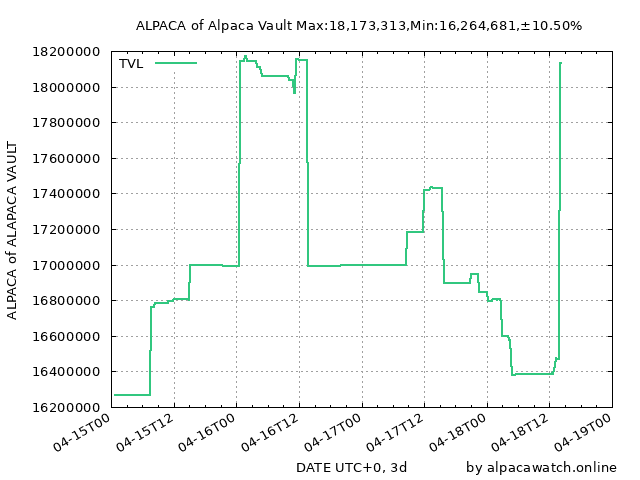 ALPACA of Alpaca Vault Max:18,173,313,Min:16,264,681,±10.50%
TVL
18200000
18000000
17800000
17600000
17400000
17200000
17000000
16800000
16600000
16400000
16200000
ALPACA of ALAPACA VAULT
04-15T00
04-15T12
04-16T00
04-16T12
04-17T00
04-17T12
04-18T00
04-18T12
04-19T00
DATE UTC+0, 3d
by alpacawatch.online